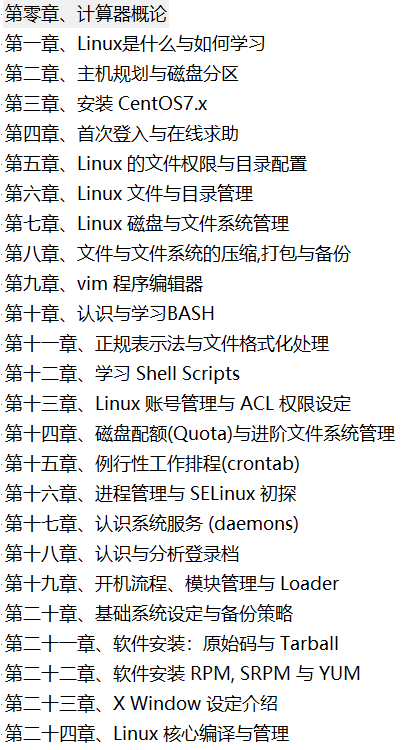 第零章、计算器概论
第一章、Linux是什么与如何学习
第二章、主机规划与磁盘分区
第三章、安装 CentOS7.x
第四章、首次登入与在线求助
第五章、Linux 的文件权限与目录配置
第六章、Linux 文件与目录管理
第七章、Linux 磁盘与文件系统管理
第八章、文件与文件系统的压缩,打包与备份
第九章、vim 程序编辑器
第十章、认识与学习BASH
第十一章、正规表示法与文件格式化处理
第十二章、学习 Shell Scripts
第十三章、Linux 账号管理与 ACL 权限设定
第十四章、磁盘配额(Quota)与进阶文件系统管理
第十五章、例行性工作排程(crontab)
第十六章、进程管理与 SELinux 初探
第十七章、认识系统服务 (daemons)
第十八章、认识与分析登录档
第十九章、开机流程、模块管理与 Loader
第二十章、基础系统设定与备份策略
第二十一章、软件安装：原始码与 Tarball
第二十二章、软件安装 RPM, SRPM 与 YUM
第二十三章、X Window 设定介绍
第二十四章、Linux 核心编译与管理